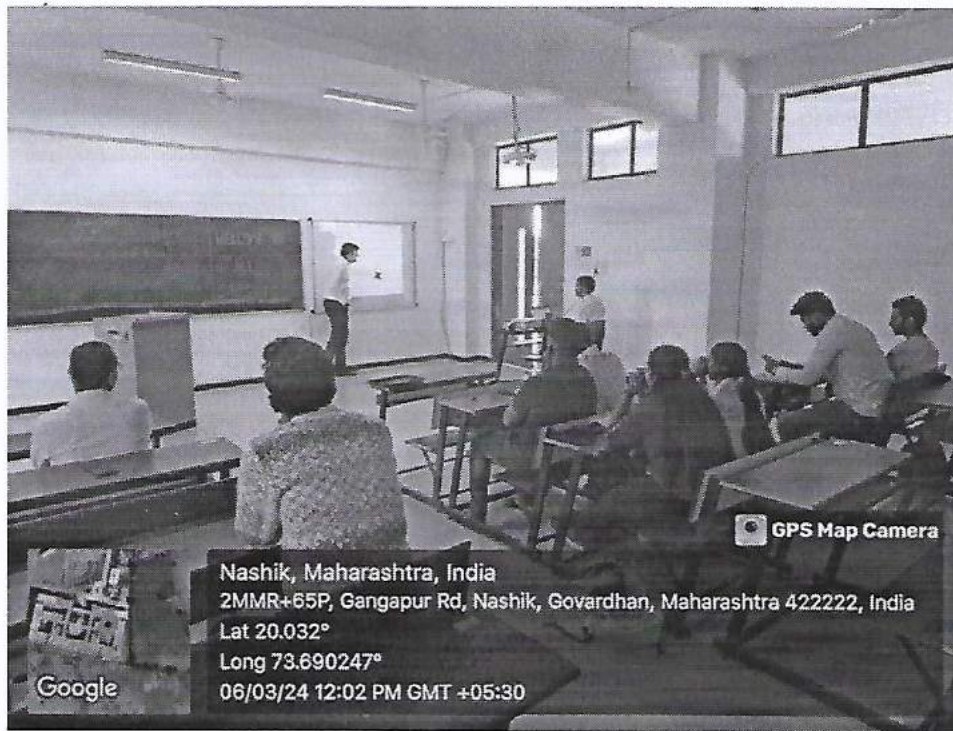 GPS Map Camera
Nashik, Maharashtra, India
2MMR+65P, Gangapur Rd, Nashik, Govardhan, Maharashtra 422222, India
Lat 20.032°
Long 73.690247°
06/03/24 12:02 PM GMT +05:30
Google